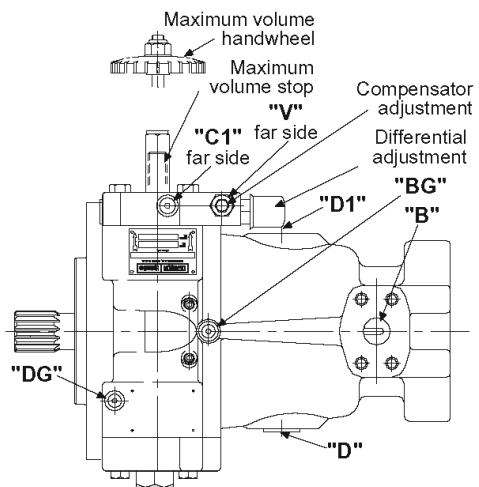 Maximum volume
handwheel
Maximum
volume stop
Compensator
adjustment
"V"
far side
"C1"
far side
Differential
adjustment
"BG"
"D1"
"B"
"DG"
"D"